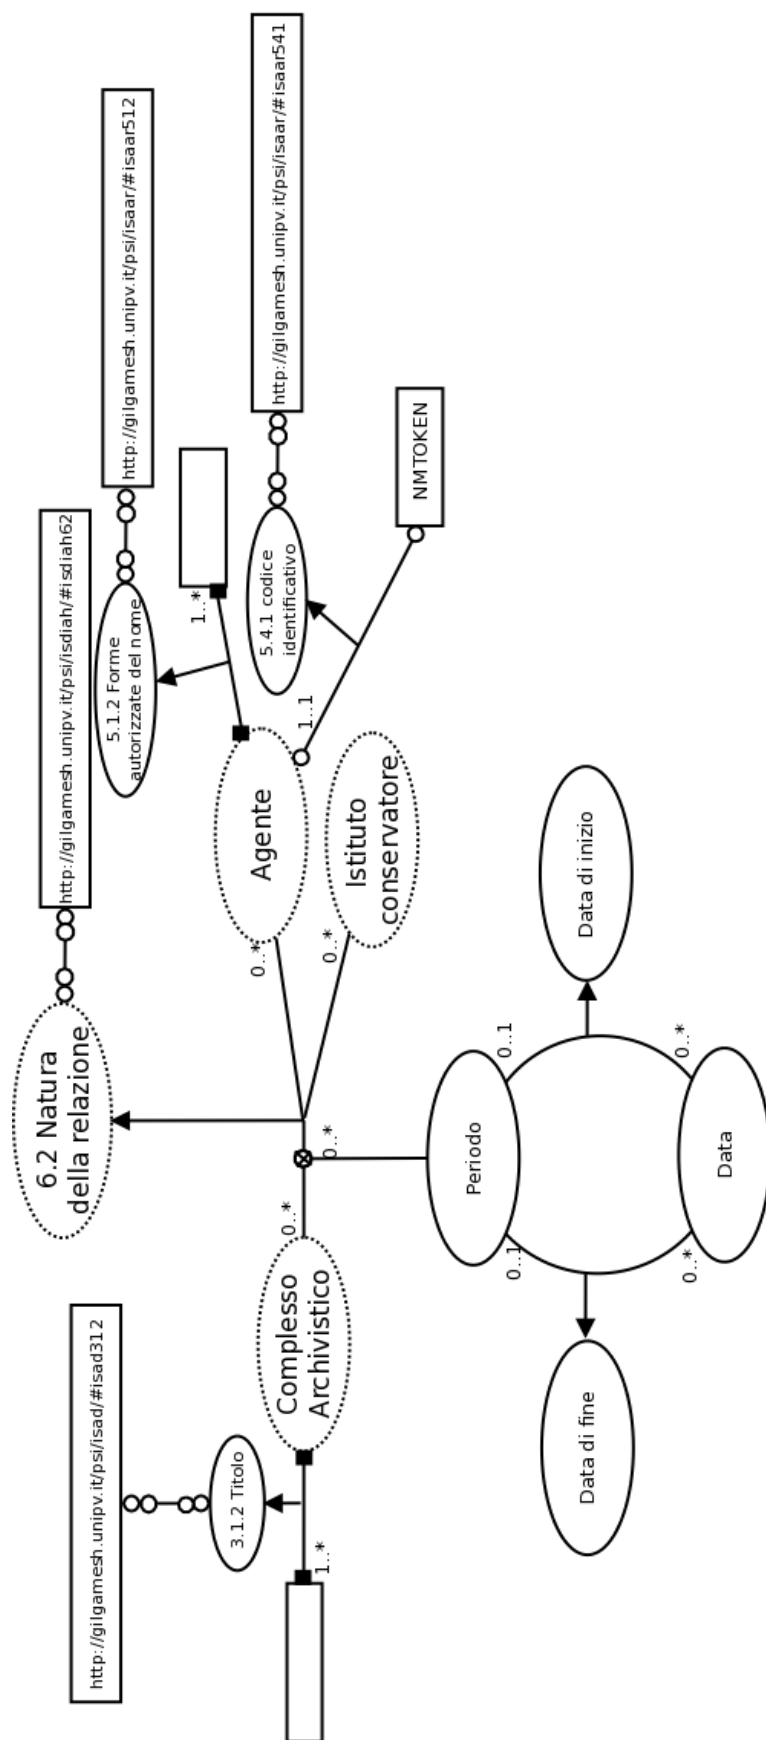 http://gilgamesh.unipv.it/psi/isad/#isad312
3.1.2 Titolo
1..*
Complesso
Archivistico
0..*
6.2 Natura
della relazione
http://gilgamesh.unipv.it/psi/isdiah/#isdiah62
5.1.2 Forme
autorizzate del nome
http://gilgamesh.unipv.it/psi/isaar/#isaar512
1..*
Agente
0..*
5.4.1 codice
identificativo
http://gilgamesh.unipv.it/psi/isaar/#isaar541
1..1
NMTOKEN
Istituto
conservatore
0..*
0..*
Periodo
0..1
0..1
Data di fine
Data di inizio
0..*
0..*
Data